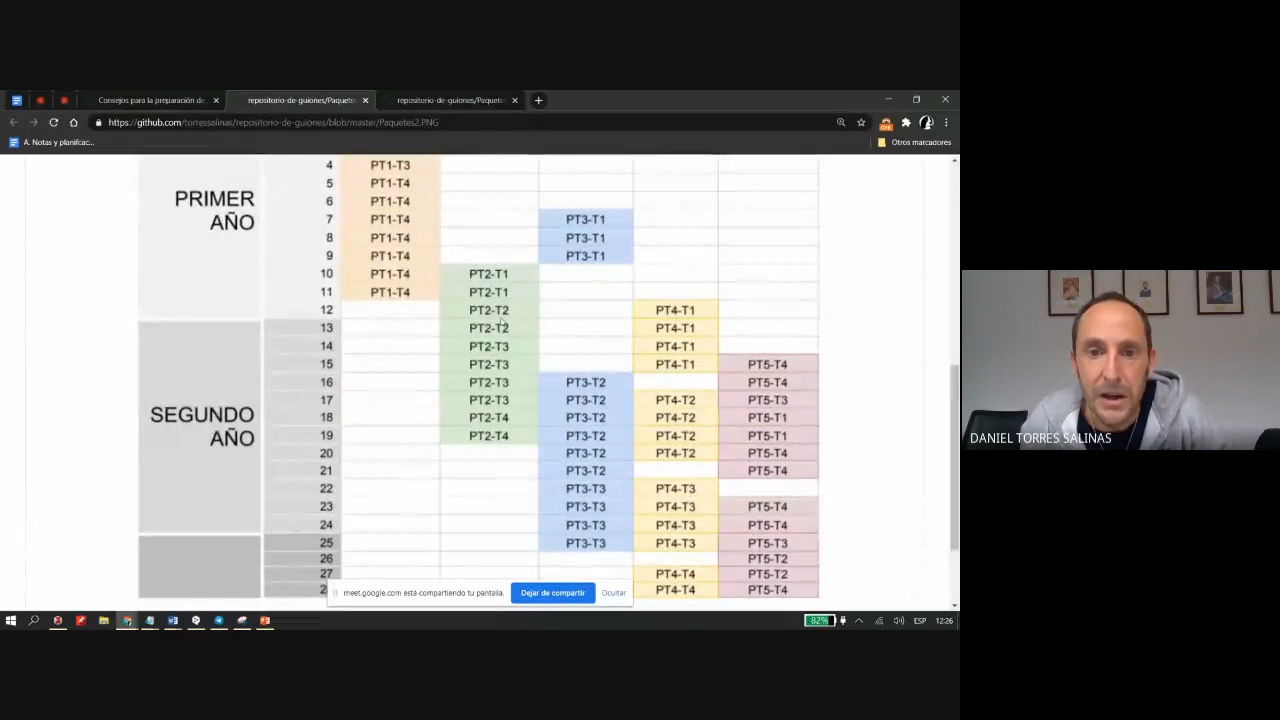 Consejos para la preparación de
repositorio-de-guiones/Paquetes
repositorio-de-guiones/Paquetes
https://github.com/torressalinas/repositorio-de-guiones/blob/master/Paquetes2.PNG
OFF
A. Notas y planifcac...
Otros marcadores
4 PT1-T3
5 PT1-T4
PRIMER AÑO
6 PT1-T4
7 PT1-T4 PT3-T1
8 PT1-T4 PT3-T1
9 PT1-T4 PT3-T1
10 PT1-T4 PT2-T1
11 PT1-T4 PT2-T1
12 PT2-T2 PT4-T1
13 PT2-T2 PT4-T1
14 PT2-T3 PT4-T1
15 PT2-T3 PT4-T1 PT5-T4
16 PT2-T3 PT3-T2 PT5-T4
17 PT2-T3 PT3-T2 PT4-T2 PT5-T3
SEGUNDO AÑO
18 PT2-T4 PT3-T2 PT4-T2 PT5-T1
19 PT2-T4 PT3-T2 PT4-T2 PT5-T1
20 PT3-T2 PT4-T2 PT5-T4
21 PT3-T2 PT5-T4
22 PT3-T3 PT4-T3
23 PT3-T3 PT4-T3 PT5-T4
24 PT3-T3 PT4-T3 PT5-T4
25 PT3-T3 PT4-T3 PT5-T3
26 PT5-T2
27 PT4-T4 PT5-T2
PT4-T4 PT5-T4
meet.google.com está compartiendo tu pantalla.
Dejar de compartir
Ocultar
82%
ESP
12:26
DANIEL TORRES SALINAS